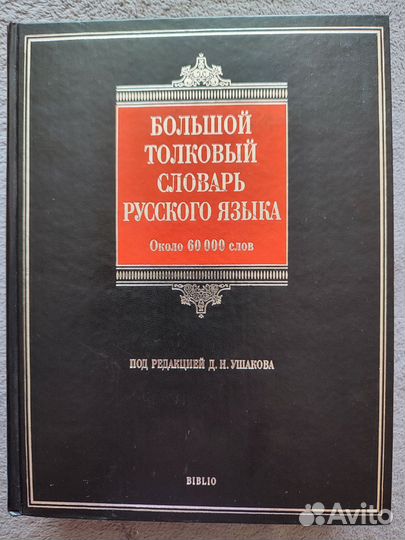 БОЛЬШОЙ
ТОЛКОВЫЙ
СЛОВАРЬ
РУССКОГО ЯЗЫКА
Около 60 000 слов
ПОД РЕДАКЦИЕЙ Д. Н. УШАКОВА
BIBLIO
Avito